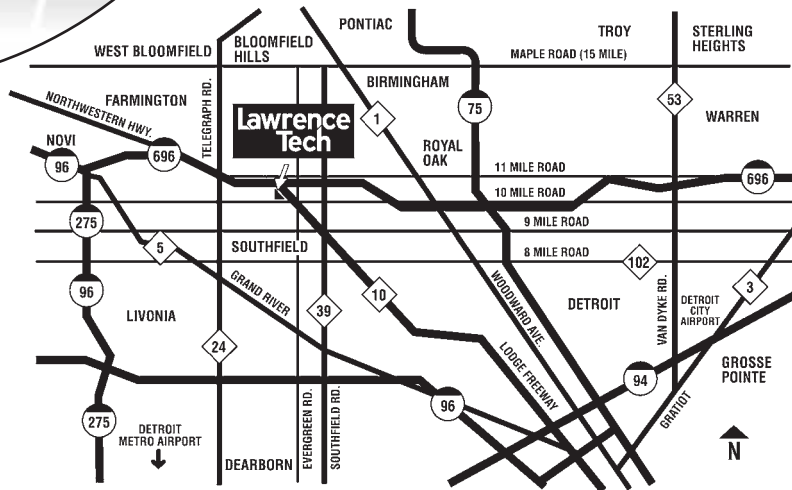 PONTIAC
TROY
STERLING
HEIGHTS
WEST BLOOMFIELD
BLOOMFIELD
HILLS
MAPLE ROAD (15 MILE)
BIRMINGHAM
FARMINGTON
NORTHWESTERN HWY.
TELEGRAPH RD.
Lawrence
Tech
1
75
53
WARREN
NOVI
96
696
ROYAL
OAK
11 MILE ROAD
10 MILE ROAD
696
275
9 MILE ROAD
5
SOUTHFIELD
8 MILE ROAD
102
96
GRAND RIVER
10
WOODWARD AVE.
DETROIT
VAN DYKE RD.
DETROIT
CITY
AIRPORT
3
LIVONIA
39
24
LODGE FREEWAY
94
GROSSE
POINTE
275
96
GRATIOT
DETROIT
METRO AIRPORT
DEARBORN
EVERGREEN RD.
SOUTHFIELD RD.
N